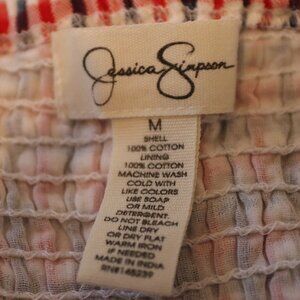 Jessica Simpson
M
SHELL
100% COTTON
LINING
100% COTTON
MACHINE WASH
COLD WITH
LIKE COLORS
USE SOAP
OR MILD
DETERGENT
DO NOT BLEACH
LINE DRY
OR DRY FLAT
WARM IRON
IF NEEDED
MADE IN INDIA